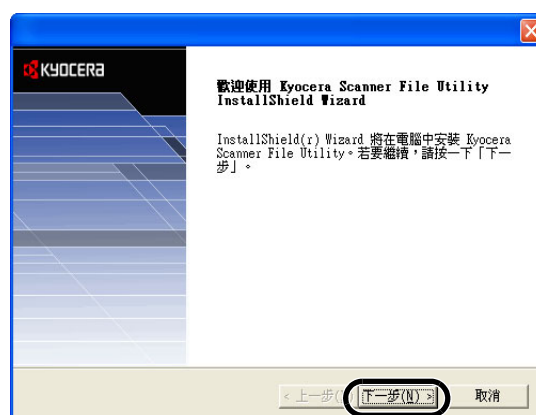 KYOCERA
歡迎使用 Kyocera Scanner File Utility
InstallShield Wizard
InstallShield(r) Wizard 將在電腦中安裝 Kyocera
Scanner File Utility。若要繼續，請按一下「下一
步」。
< 上一步( 下一步(N) > 取消